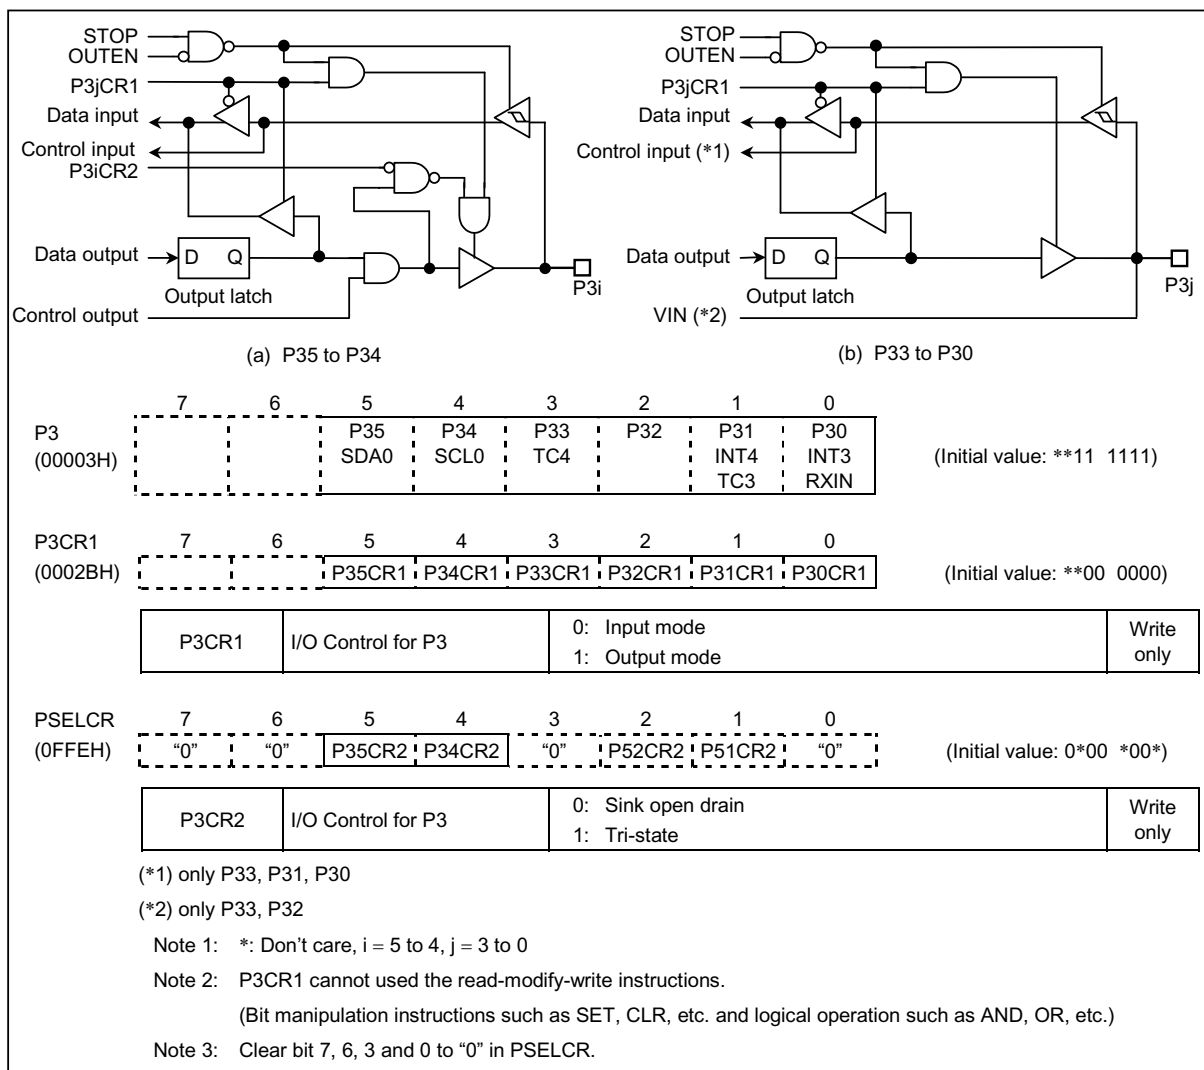 STOP
OUTEN
P3jCR1
Data input
Control input
P3iCR2
Data output
D Q
Output latch
Control output
P3i
(a) P35 to P34
STOP
OUTEN
P3jCR1
Data input
Control input (*1)
Data output
D Q
Output latch
VIN (*2)
P3j
(b) P33 to P30
7 6 5 4 3 2 1 0
P3 P35 P34 P33 P32 P31 P30
(00003H) SDA0 SCL0 TC4 INT4 INT3 (Initial value: **11 1111)
TC3 RXIN
P3CR1 7 6 5 4 3 2 1 0
(0002BH) P35CR1 P34CR1 P33CR1 P32CR1 P31CR1 P30CR1 (Initial value: **00 0000)
P3CR1 I/O Control for P3 0: Input mode Write
1: Output mode only
PSELCR 7 6 5 4 3 2 1 0
(0FFEH) “0” “0” P35CR2 P34CR2 “0” P52CR2 P51CR2 “0” (Initial value: 0*00 *00*)
P3CR2 I/O Control for P3 0: Sink open drain Write
1: Tri-state only
(*1) only P33, P31, P30
(*2) only P33, P32
Note 1: *: Don’t care, i = 5 to 4, j = 3 to 0
Note 2: P3CR1 cannot used the read-modify-write instructions.
(Bit manipulation instructions such as SET, CLR, etc. and logical operation such as AND, OR, etc.)
Note 3: Clear bit 7, 6, 3 and 0 to “0” in PSELCR.